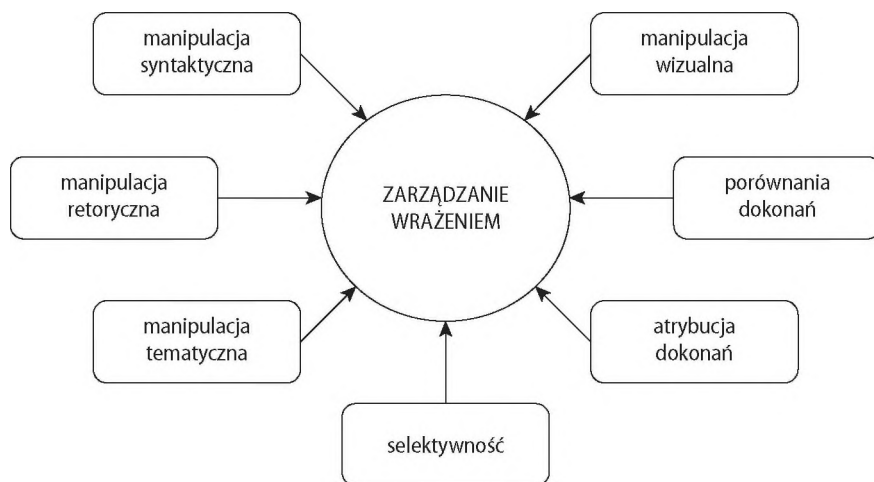 manipulacja
syntaktyczna
manipulacja
wizualna
manipulacja
retoryczna
ZARZĄDZANIE
WRAŻENIEM
porównania
dokonań
manipulacja
tematyczna
atrybucja
dokonań
selektywność